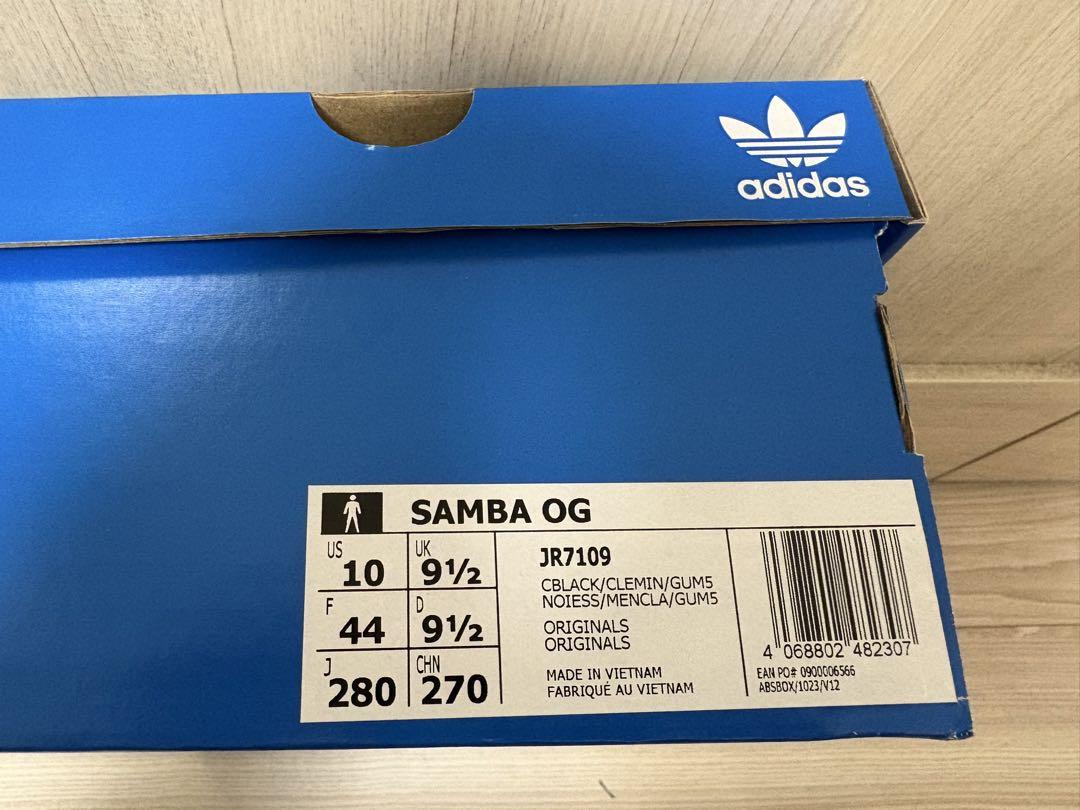 adidas
SAMBA OG
US 10 UK 9½
F 44 D 9½
J 280 CHN 270
JR7109
CBLACK/CLEMIN/GUM5
NOIESS/MENCLA/GUM5
ORIGINALS
ORIGINALS
MADE IN VIETNAM
FABRIQUÉ AU VIETNAM
4 068802 482307
EAN PO# 0900006566
ABSBOX/1023/V12